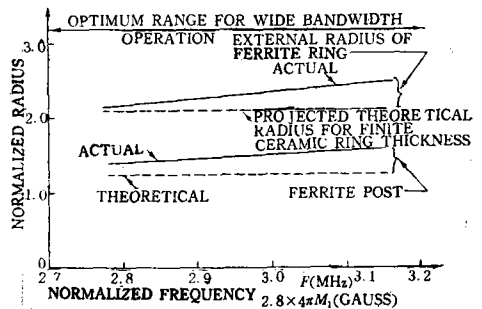 OPTIMUM RANGE FOR WIDE BANDWIDTH
OPERATION
EXTERNAL RADIUS OF
FERRITE RING
ACTUAL
PROJECTED THEORETICAL
RADIUS FOR FINITE
CERAMIC RING THICKNESS
ACTUAL
THEORETICAL
FERRITE POST
NORMALIZED RADIUS
3.0
2.0
1.0
0
2.7 2.8 2.9 3.0 3.1 3.2
F(MHz)
NORMALIZED FREQUENCY 2.8×4πM₁(GAUSS)